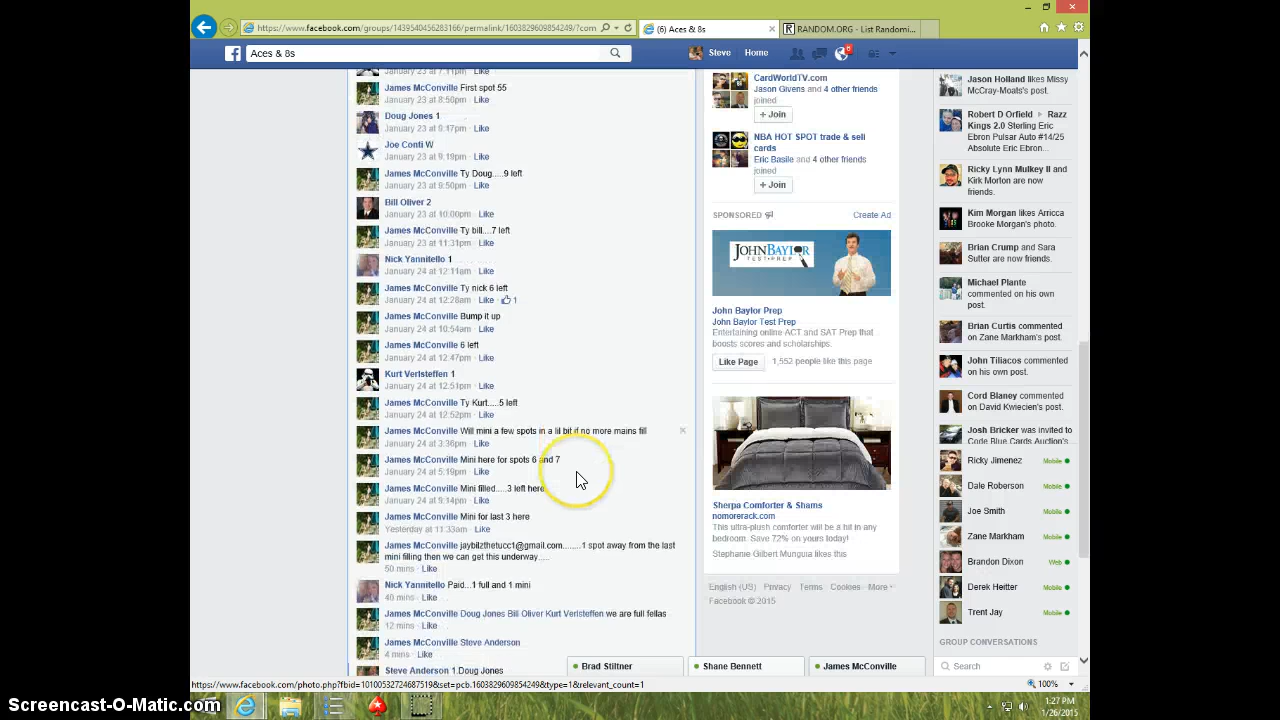 https://www.facebook.com/groups/1439540456283166/permalink/1603829609854249/?com
(6) Aces & 8s
RANDOM.ORG - List Randomi...
Aces & 8s
Steve
Home
6
January 23 at 7:11pm · Like
James McConville First spot 55
January 23 at 8:50pm · Like
Doug Jones 1
January 23 at 9:17pm · Like
Joe Conti W
January 23 at 9:19pm · Like
James McConville Ty Doug.....9 left
January 23 at 9:50pm · Like
Bill Oliver 2
January 23 at 10:00pm · Like
James McConville Ty bill....7 left
January 23 at 11:31pm · Like
Nick Yannitello 1
January 24 at 12:11am · Like
James McConville Ty nick 6 left
January 24 at 12:28am · Like · 1
James McConville Bump it up
January 24 at 10:54am · Like
James McConville 6 left
January 24 at 12:47pm · Like
Kurt Verlsteffen 1
January 24 at 12:51pm · Like
James McConville Ty Kurt.....5 left
January 24 at 12:52pm · Like
James McConville Will mini a few spots in a lil bit if no more mains fill
January 24 at 3:36pm · Like
James McConville Mini here for spots 6 and 7
January 24 at 5:19pm · Like
James McConville Mini filled.....3 left here
January 24 at 9:14pm · Like
James McConville Mini for last 3 here
Yesterday at 11:33am · Like
James McConville jaybilzthetucc1@gmail.com........1 spot away from the last
mini filling then we can get this underway.....
50 mins · Like
Nick Yannitello Paid...1 full and 1 mini
40 mins · Like
James McConville Doug Jones Bill Oliver Kurt Verlsteffen we are full fellas
12 mins · Like
James McConville Steve Anderson
4 mins · Like
Steve Anderson 1.Doug Jones
CardWorldTV.com
Jason Givens and 4 other friends
joined
+ Join
NBA HOT SPOT trade & sell
cards
Eric Basile and 4 other friends
joined
+ Join
SPONSORED
Create Ad
JOHN BAYLOR
TEST PREP
John Baylor Prep
John Baylor Test Prep
Entertaining online ACT and SAT Prep that
boosts scores and scholarships.
Like Page
1,552 people like this page
Sherpa Comforter & Shams
nomorerack.com
This ultra-plush comforter will be a hit in any
bedroom. Save 72% on yours today!
Stephanie Gilbert Munguia likes this
English (US) Privacy Terms Cookies More
Facebook © 2015
Jason Holland likes Missy
McCray-Moats's post.
Robert D Orfield ▸ Razz
Kings 2.0 Sterling Eric
Ebron Pulsar Auto #14/25
Absolute Eric Ebron...
Ricky Lynn Mulkey II and
Kirk Morton are now
friends.
Kim Morgan likes Arricca
Brooke Morgan's photo.
Brian Crump and Sara
Sutter are now friends.
Michael Plante
commented on his own
post.
Brian Curtis commented
on Zane Markham's post.
John Tiliacos commented
on his own post.
Cord Blaney commented
on David Kwiecien's post.
Josh Bricker was invited to
Code Blue Cards Auction's...
Ricky Jimenez Mobile
Dale Roberson Mobile
Joe Smith Mobile
Zane Markham Mobile
Brandon Dixon Web
Derek Heitter Mobile
Trent Jay Mobile
GROUP CONVERSATIONS
Search
Brad Stiltner
Shane Bennett
James McConville
https://www.facebook.com/photo.php?fbid=10100532724687519&set=pcb.1603829609854249&type=1&relevant_count=1
100%
Screencast-O-Matic.com
1:27 PM
1/26/2015